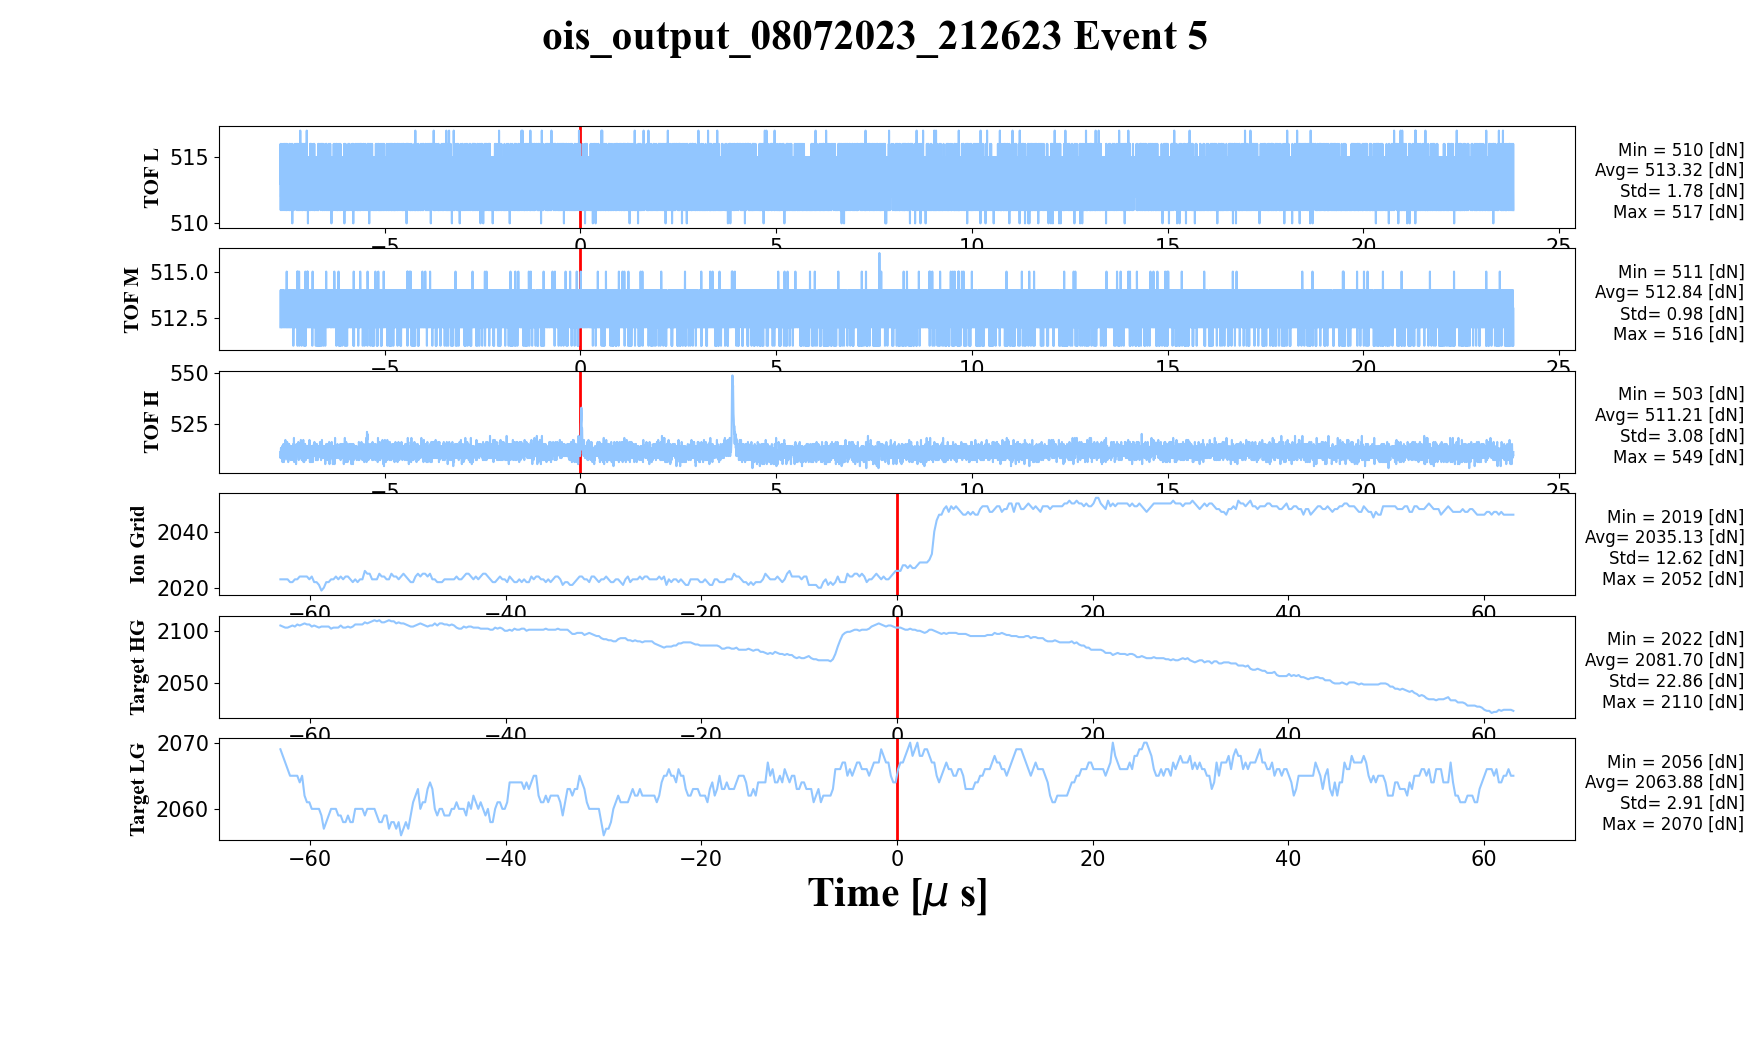 ois_output_08072023_212623 Event 5
TOF L
515
510
Min = 510 [dN]
Avg= 513.32 [dN]
Std= 1.78 [dN]
Max = 517 [dN]
−5 0 5 10 15 20 25
TOF M
515.0
512.5
Min = 511 [dN]
Avg= 512.84 [dN]
Std= 0.98 [dN]
Max = 516 [dN]
−5 0 5 10 15 20 25
TOF H
550
525
Min = 503 [dN]
Avg= 511.21 [dN]
Std= 3.08 [dN]
Max = 549 [dN]
−5 0 5 10 15 20 25
Ion Grid
2040
2020
Min = 2019 [dN]
Avg= 2035.13 [dN]
Std= 12.62 [dN]
Max = 2052 [dN]
−60 −40 −20 0 20 40 60
Target HG
2100
2050
Min = 2022 [dN]
Avg= 2081.70 [dN]
Std= 22.86 [dN]
Max = 2110 [dN]
−60 −40 −20 0 20 40 60
Target LG
2070
2060
Min = 2056 [dN]
Avg= 2063.88 [dN]
Std= 2.91 [dN]
Max = 2070 [dN]
−60 −40 −20 0 20 40 60
Time [μ s]